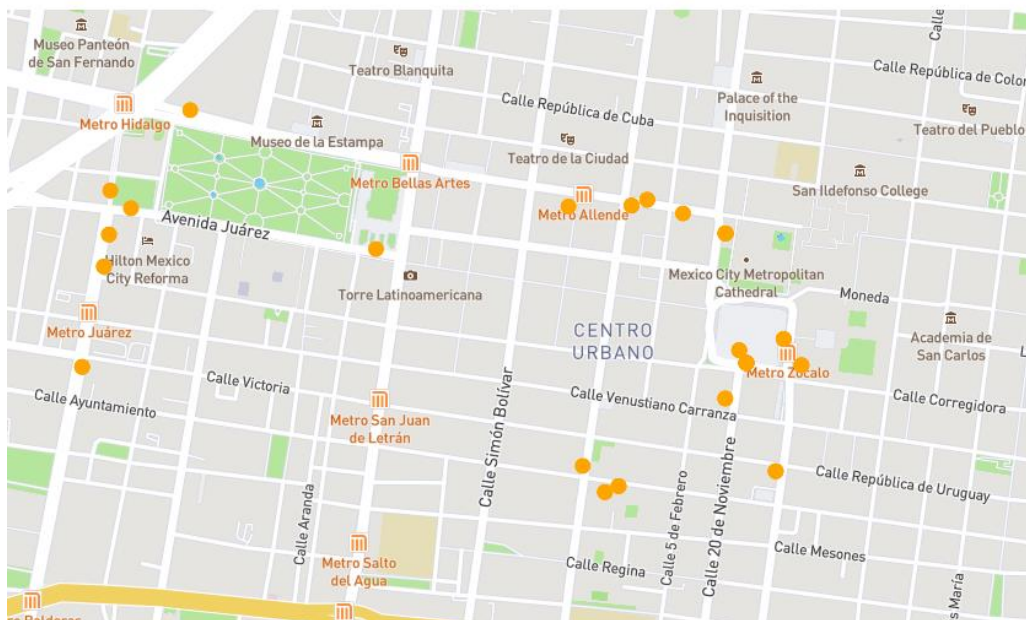 Calle
Museo Panteón
de San Fernando
Teatro Blanquita
Calle República de Colon
Palace of the
Inquisition
Calle República de Cuba
Teatro del Pueblo
Metro Hidalgo
Museo de la Estampa
Teatro de la Ciudad
Metro Bellas Artes
San Ildefonso College
Metro Allende
Avenida Juárez
Hilton Mexico
City Reforma
Mexico City Metropolitan
Cathedral
Torre Latinoamericana
Moneda
Metro Juárez
CENTRO
URBANO
Academia de
San Carlos
L
Metro Zócalo
Calle Victoria
Calle Ayuntamiento
Calle Venustiano Carranza
Calle Corregidora
Metro San Juan
de Letrán
Calle Simón Bolívar
Calle República de Uruguay
Calle Aranda
Calle 5 de Febrero
Calle 20 de Noviembre
Calle Mesones
Metro Salto
del Agua
Calle Regina
s María